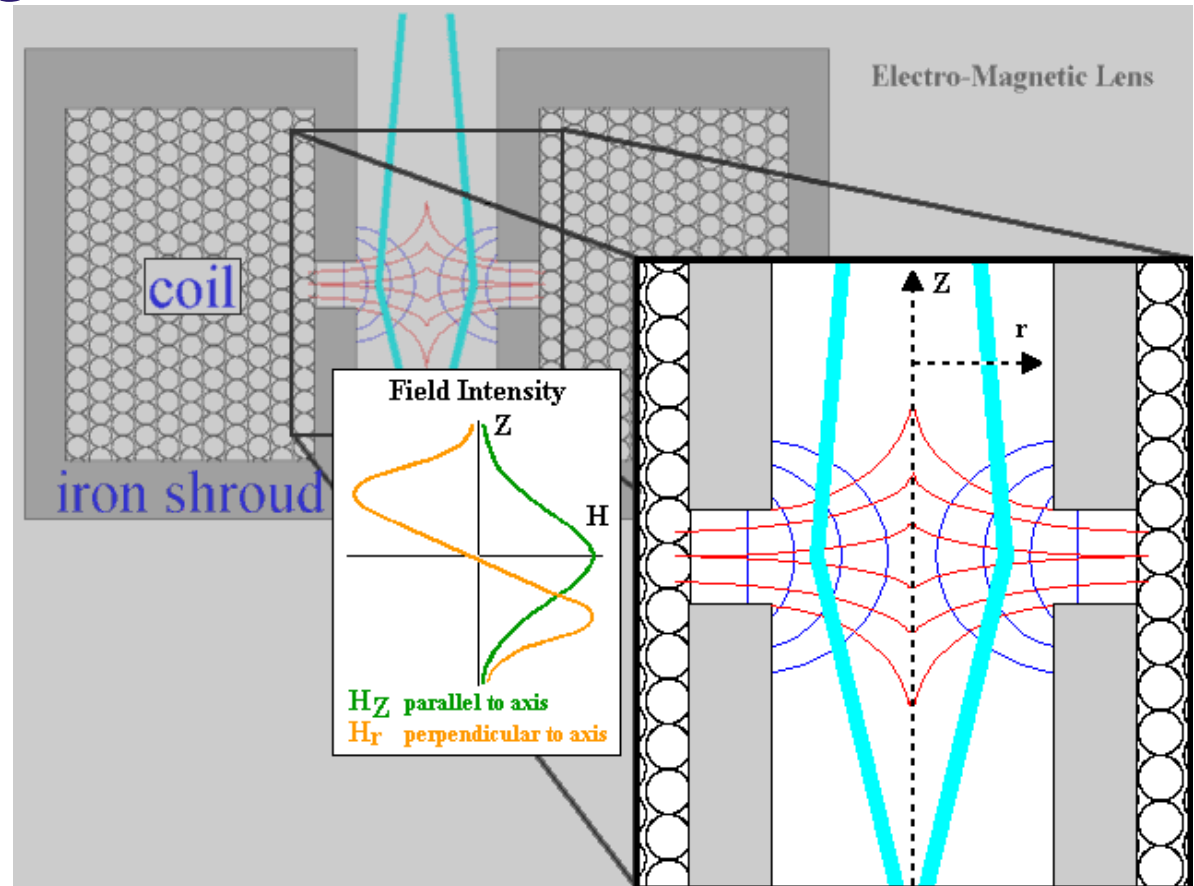 Electro-Magnetic Lens
coil
iron shroud
Field Intensity
Z
H
HZ parallel to axis
Hr perpendicular to axis
Z
r